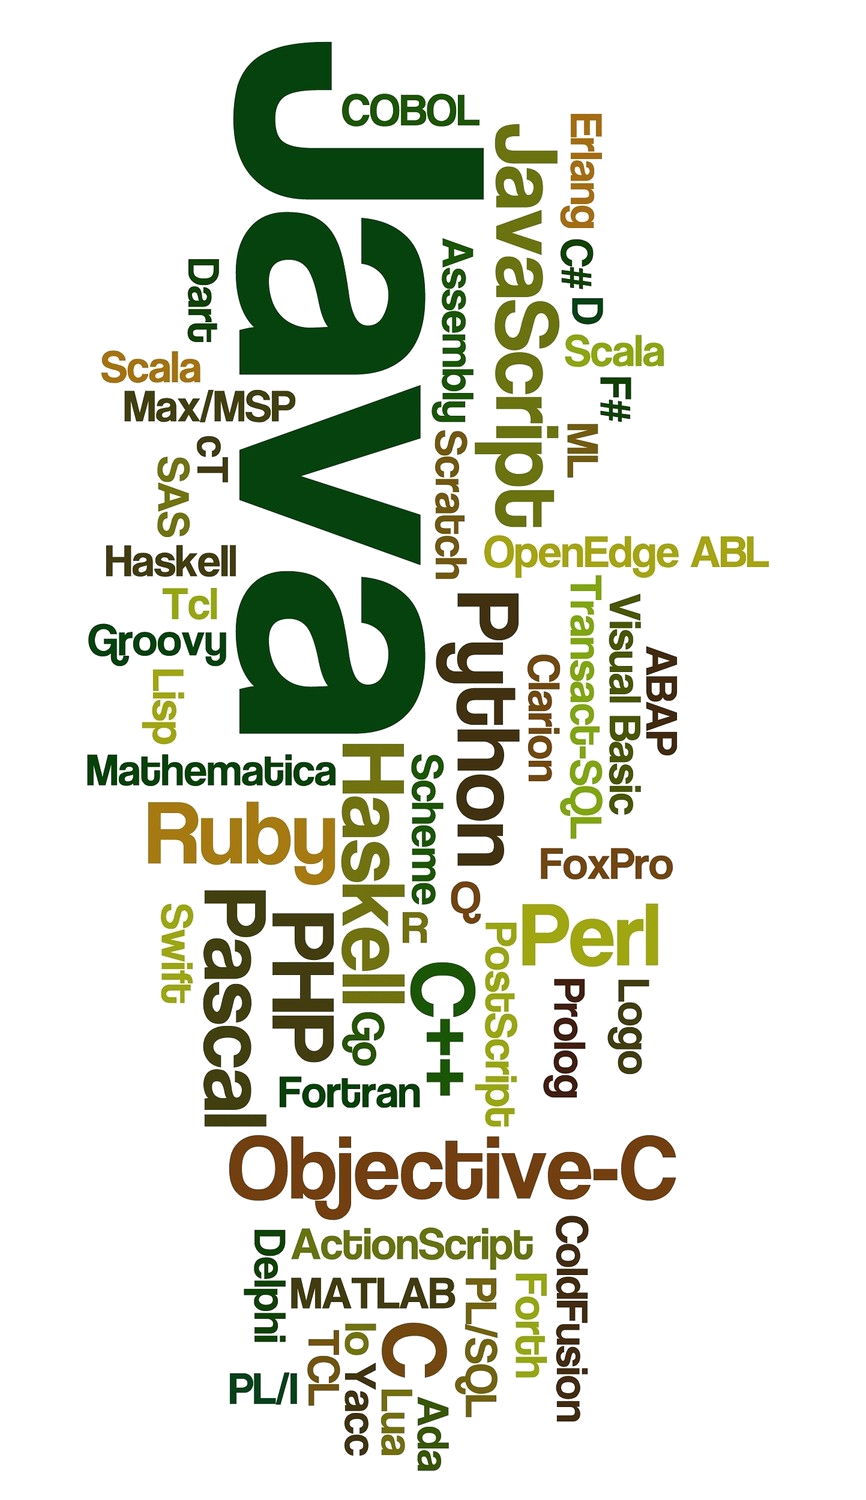 Java
COBOL
JavaScript
Erlang
C#
D
Assembly
Dart
Scala
Scala
F#
Max/MSP
ML
cT
SAS
Scratch
Haskell
OpenEdge ABL
Tcl
Groovy
Python
Transact-SQL
Visual Basic
ABAP
Clarion
Lisp
Mathematica
Haskell
Scheme
Ruby
FoxPro
Q
Pascal
PHP
Swift
R
Perl
PostScript
C++
Prolog
Logo
Go
Fortran
Objective-C
ColdFusion
Delphi
ActionScript
MATLAB
PL/SQL
Forth
Io
TCL
C
Yacc
PL/I
Lua
Ada